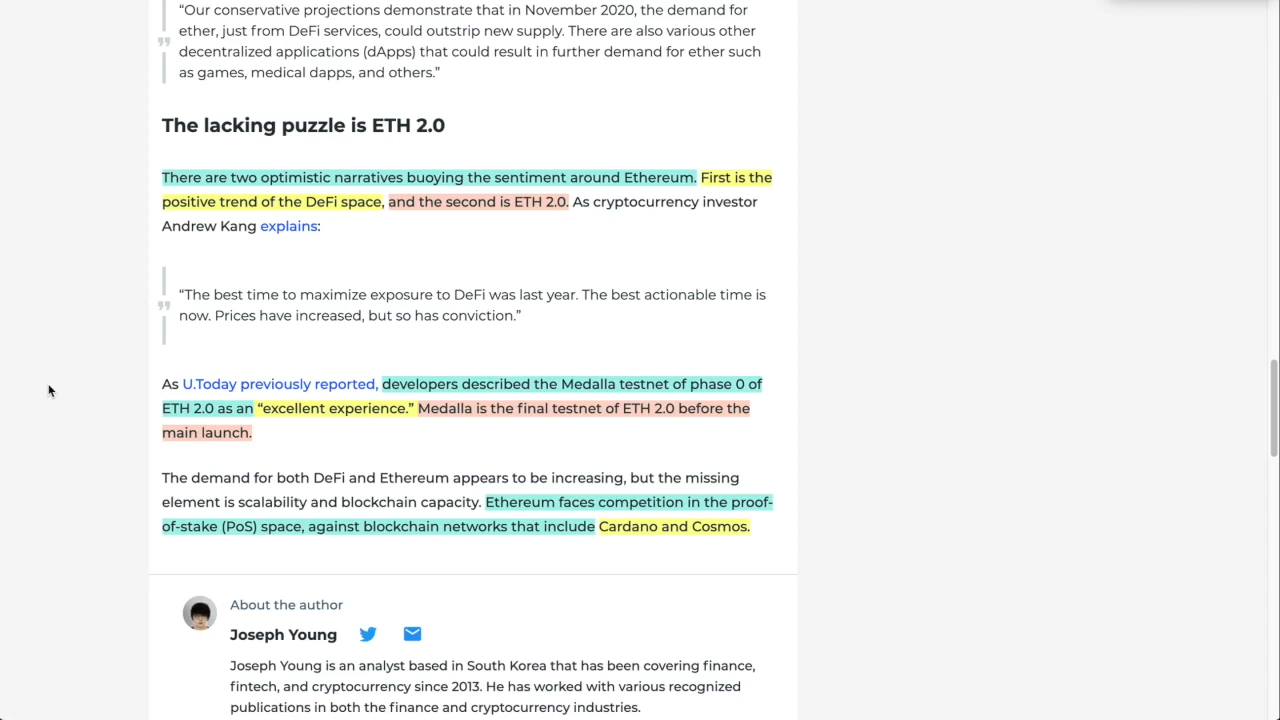 “Our conservative projections demonstrate that in November 2020, the demand for
ether, just from DeFi services, could outstrip new supply. There are also various other
decentralized applications (dApps) that could result in further demand for ether such
as games, medical dapps, and others.”
The lacking puzzle is ETH 2.0
There are two optimistic narratives buoying the sentiment around Ethereum. First is the
positive trend of the DeFi space, and the second is ETH 2.0. As cryptocurrency investor
Andrew Kang explains:
“The best time to maximize exposure to DeFi was last year. The best actionable time is
now. Prices have increased, but so has conviction.”
As U.Today previously reported, developers described the Medalla testnet of phase 0 of
ETH 2.0 as an “excellent experience.” Medalla is the final testnet of ETH 2.0 before the
main launch.
The demand for both DeFi and Ethereum appears to be increasing, but the missing
element is scalability and blockchain capacity. Ethereum faces competition in the proof-
of-stake (PoS) space, against blockchain networks that include Cardano and Cosmos.
About the author
Joseph Young
Joseph Young is an analyst based in South Korea that has been covering finance,
fintech, and cryptocurrency since 2013. He has worked with various recognized
publications in both the finance and cryptocurrency industries.